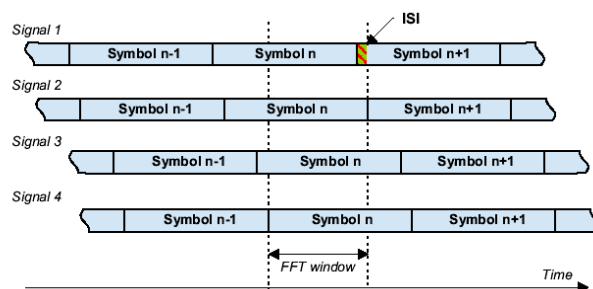 ISI
Signal 1
Symbol n-1 Symbol n Symbol n+1
Signal 2
Symbol n-1 Symbol n Symbol n+1
Signal 3
Symbol n-1 Symbol n Symbol n+1
Signal 4
Symbol n-1 Symbol n Symbol n+1
FFT window
Time